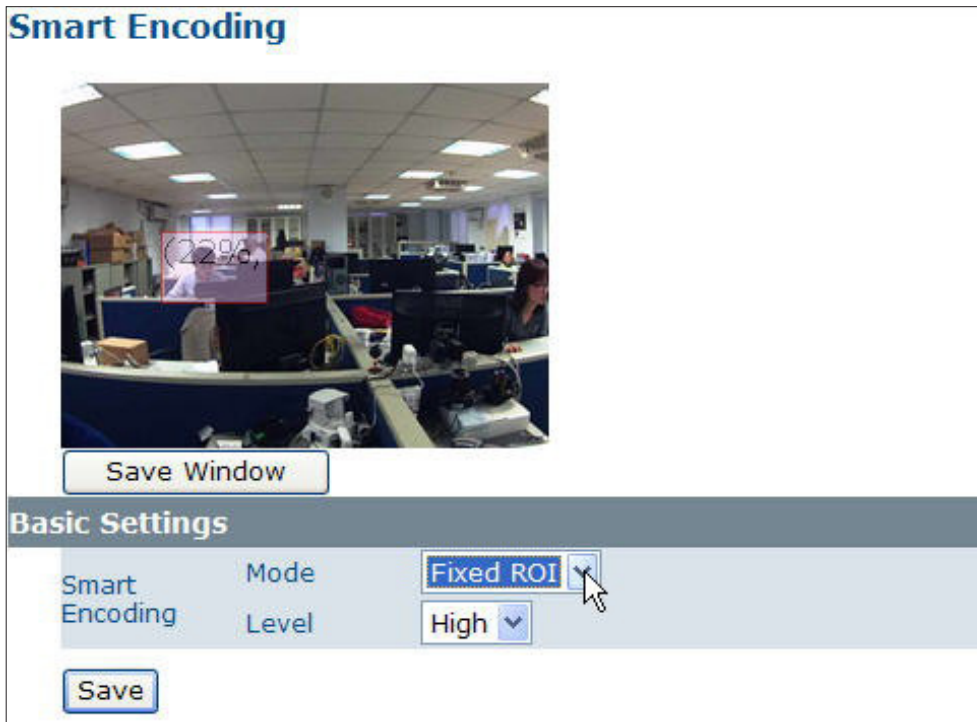 Smart Encoding
(22%,
Save Window
Basic Settings
Smart Encoding
Mode
Fixed ROI
Level
High
Save